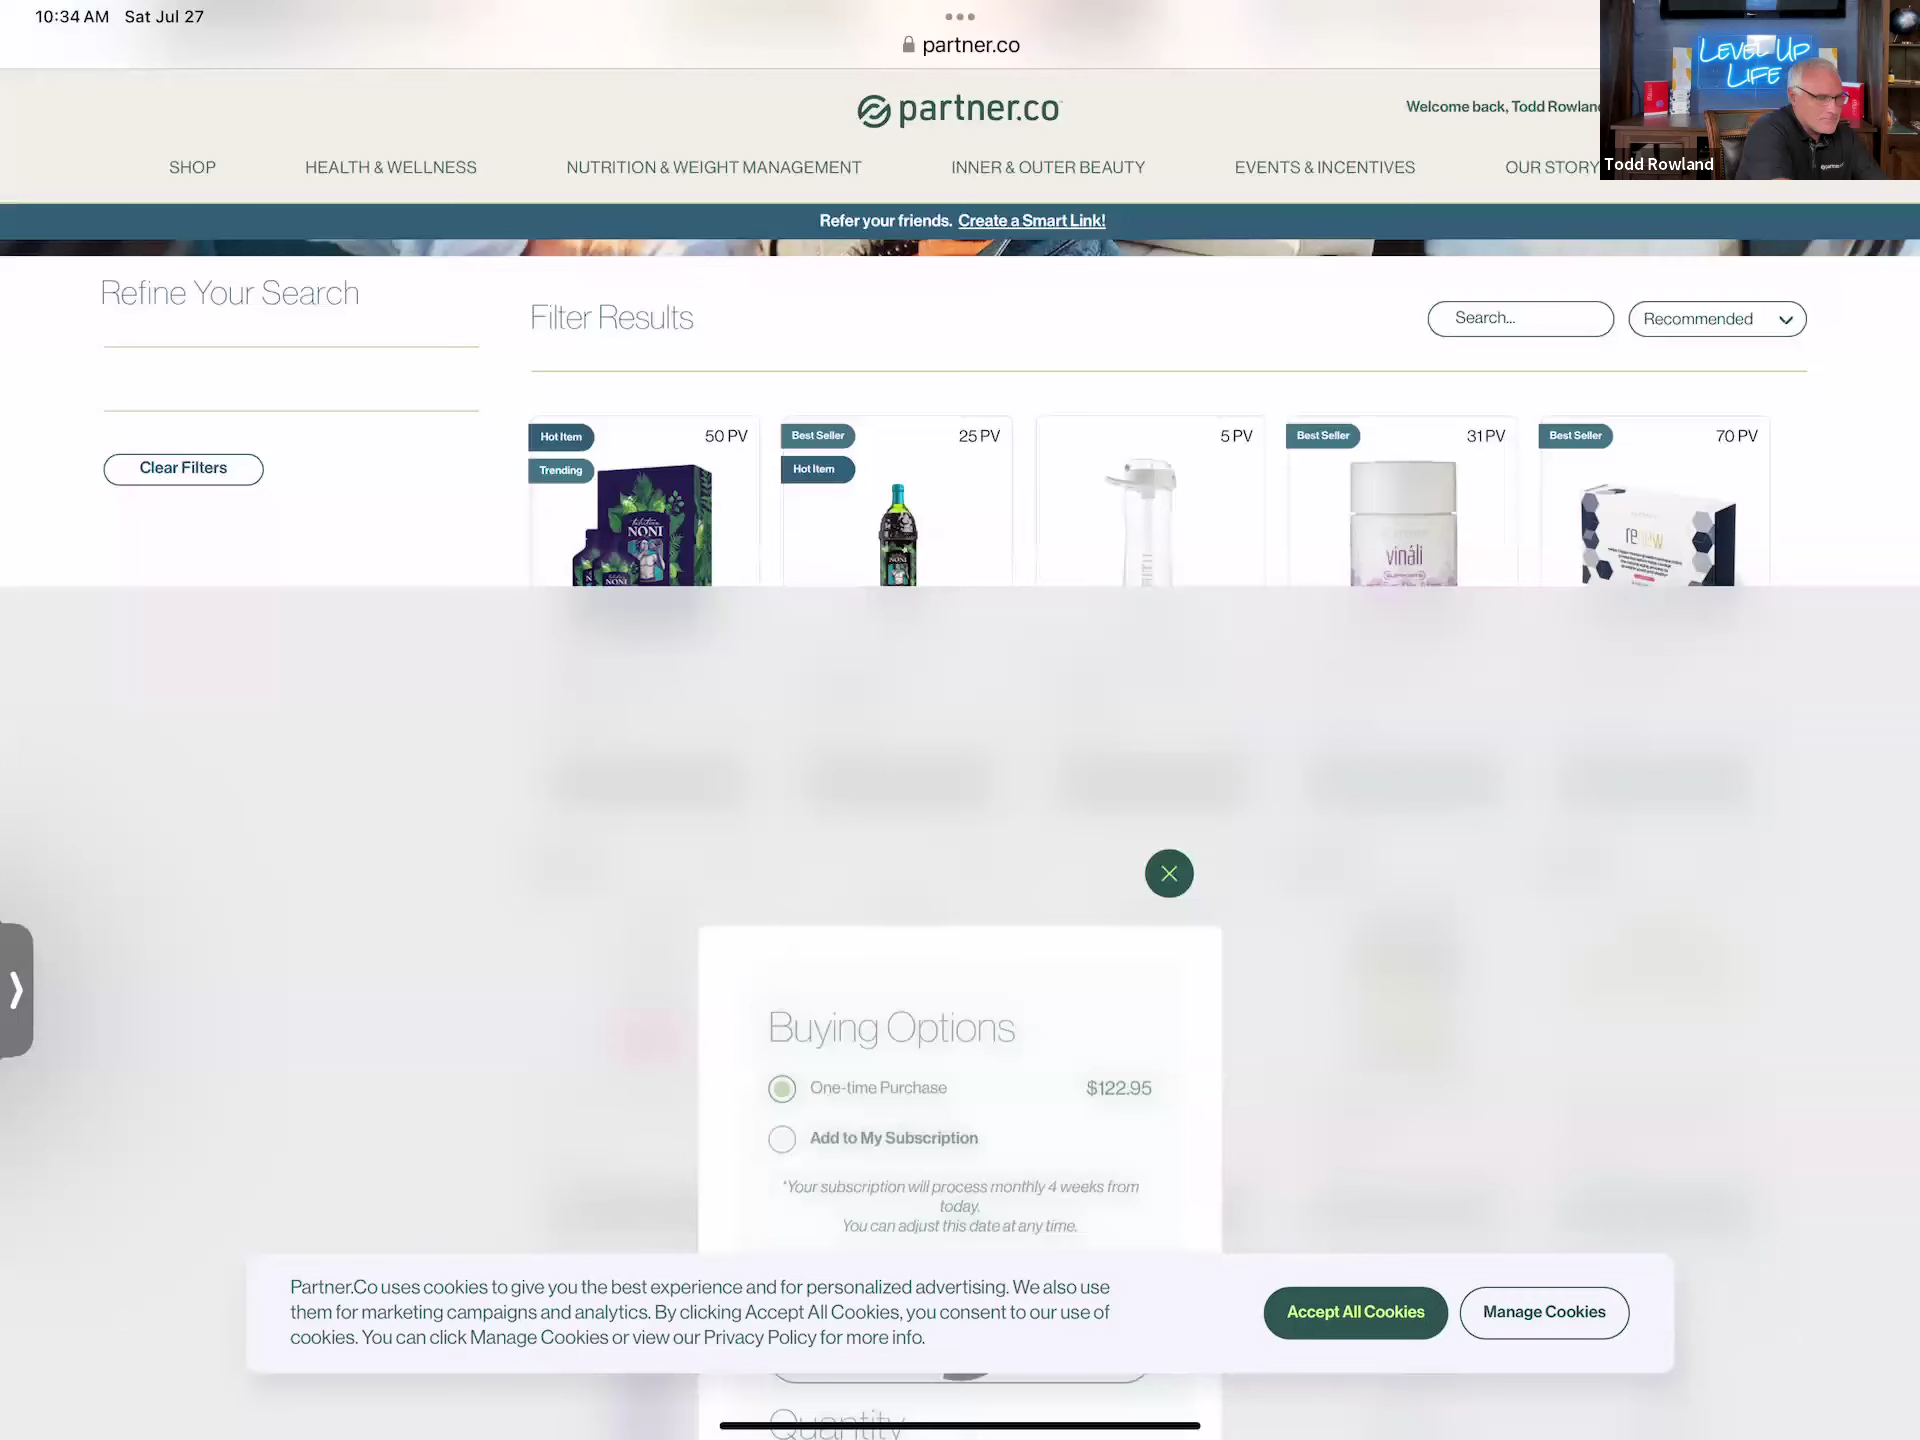 10:34 AM Sat Jul 27
partner.co
partner.co
Welcome back, Todd Rowland
LEVEL UP
LIFE
Todd Rowland
SHOP HEALTH & WELLNESS NUTRITION & WEIGHT MANAGEMENT INNER & OUTER BEAUTY EVENTS & INCENTIVES OUR STORY
Refer your friends. Create a Smart Link!
Refine Your Search
Filter Results
Search...
Recommended
Clear Filters
Hot Item
Trending
50 PV
NONI
NONI
Best Seller
Hot Item
25 PV
NONI
5 PV
Best Seller
31 PV
vináli
Best Seller
70 PV
renew
Buying Options
One-time Purchase $122.95
Add to My Subscription
*Your subscription will process monthly 4 weeks from
today.
You can adjust this date at any time.
Partner.Co uses cookies to give you the best experience and for personalized advertising. We also use
them for marketing campaigns and analytics. By clicking Accept All Cookies, you consent to our use of
cookies. You can click Manage Cookies or view our Privacy Policy for more info.
Accept All Cookies
Manage Cookies
Quantity